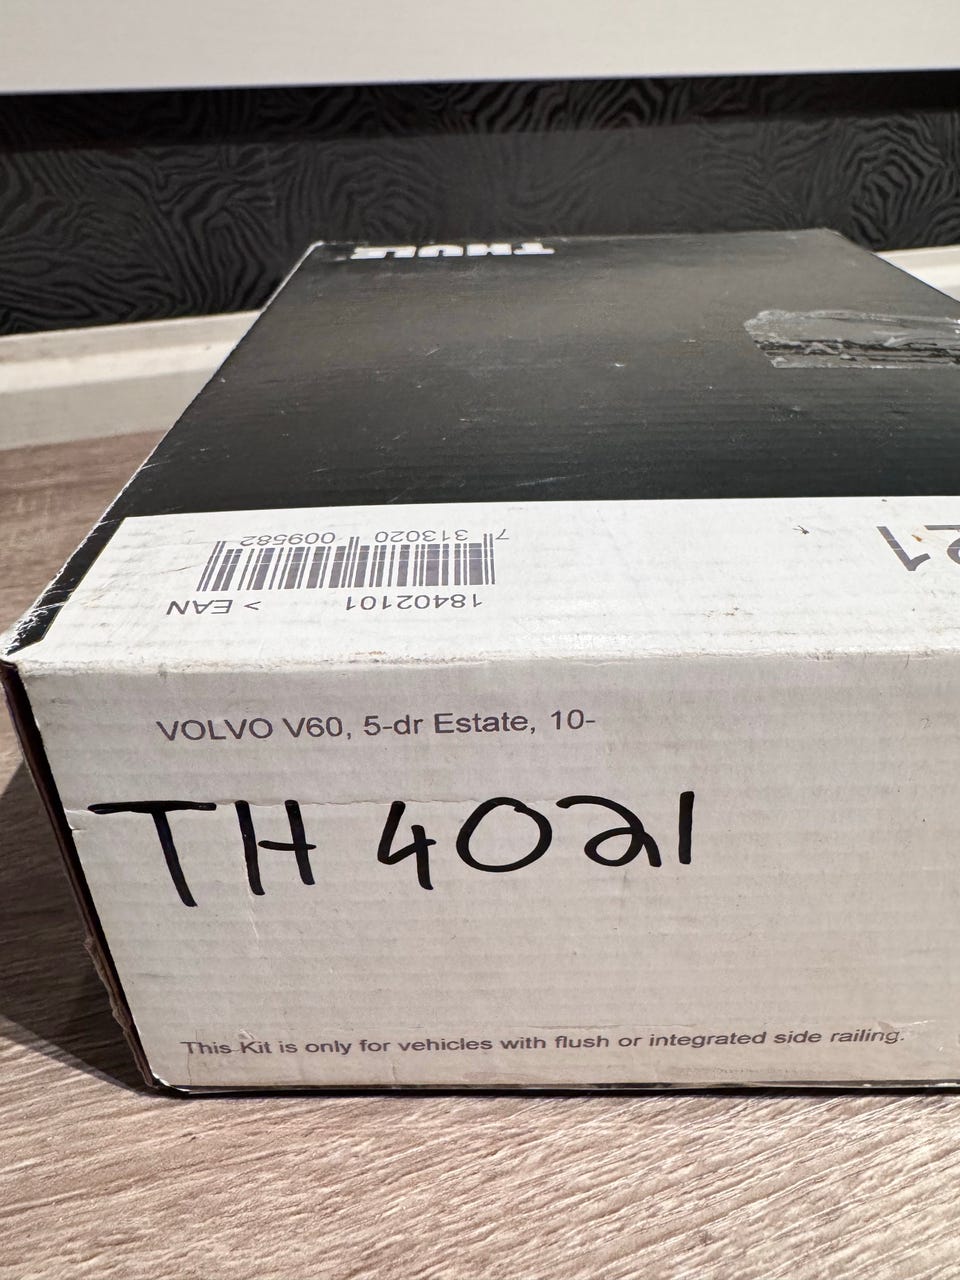 THULE
21
7 313020 009582
18402101 > EAN
VOLVO V60, 5-dr Estate, 10-
TH 4021
This Kit is only for vehicles with flush or integrated side railing.